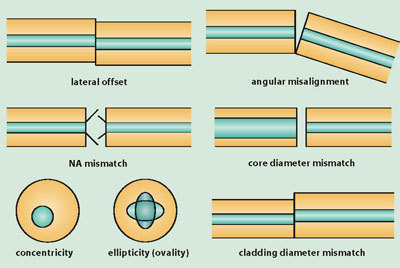 lateral offset
angular misalignment
NA mismatch
core diameter mismatch
concentricity
ellipticity (ovality)
cladding diameter mismatch